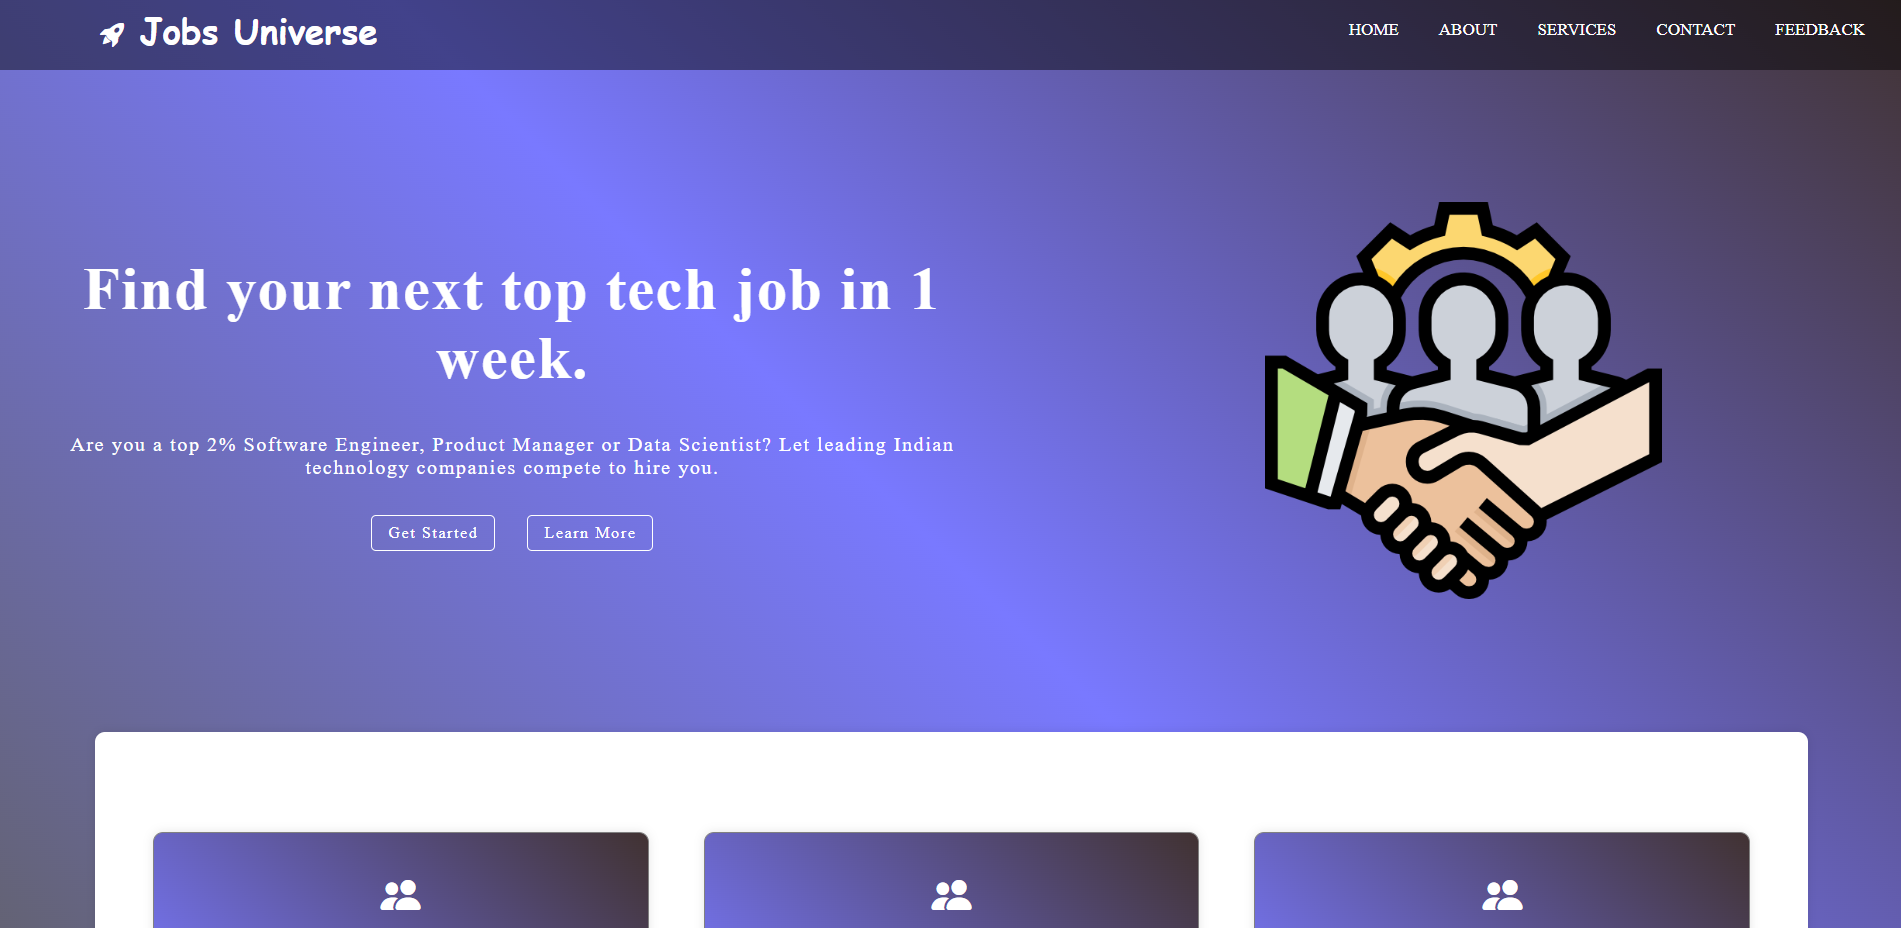 Jobs Universe
HOME ABOUT SERVICES CONTACT FEEDBACK
Find your next top tech job in 1
week.
Are you a top 2% Software Engineer, Product Manager or Data Scientist? Let leading Indian
technology companies compete to hire you.
Get Started Learn More